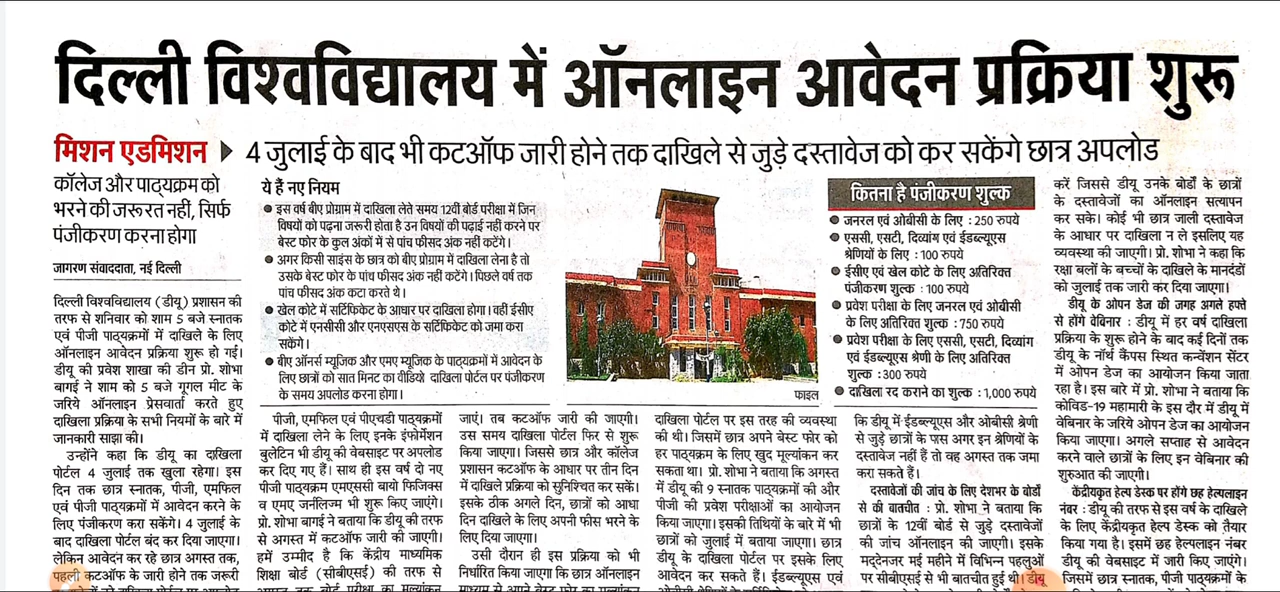 दिल्ली विश्वविद्यालय में ऑनलाइन आवेदन प्रक्रिया शुरू
मिशन एडमिशन ▶ 4 जुलाई के बाद भी कटऑफ जारी होने तक दाखिले से जुड़े दस्तावेज को कर सकेंगे छात्र अपलोड
कॉलेज और पाठ्यक्रम को
भरने की जरूरत नहीं, सिर्फ
पंजीकरण करना होगा
जागरण संवाददाता, नई दिल्ली
दिल्ली विश्वविद्यालय (डीयू) प्रशासन की
तरफ से शनिवार को शाम 5 बजे स्नातक
एवं पीजी पाठ्यक्रमों में दाखिले के लिए
ऑनलाइन आवेदन प्रक्रिया शुरू हो गई।
डीयू की प्रवेश शाखा की डीन प्रो. शोभा
बागई ने शाम को 5 बजे गूगल मीट के
जरिये ऑनलाइन प्रेसवार्ता करते हुए
दाखिला प्रक्रिया के सभी नियमों के बारे में
जानकारी साझा की।
उन्होंने कहा कि डीयू का दाखिला
पोर्टल 4 जुलाई तक खुला रहेगा। इस
दिन तक छात्र स्नातक, पीजी, एमफिल
एवं पीजी पाठ्यक्रमों में आवेदन करने के
लिए पंजीकरण करा सकेंगे। 4 जुलाई के
बाद दाखिला पोर्टल बंद कर दिया जाएगा।
लेकिन आवेदन कर रहे छात्र अगस्त तक,
पहली कटऑफ के जारी होने तक जरूरी
ये हैं नए नियम
● इस वर्ष बीए प्रोग्राम में दाखिला लेते समय 12वीं बोर्ड परीक्षा में जिन
विषयों को पढ़ना जरूरी होता है उन विषयों की पढ़ाई नहीं करने पर
बेस्ट फोर के कुल अंकों में से पांच फीसद अंक नहीं कटेंगे।
● अगर किसी साइंस के छात्र को बीए प्रोग्राम में दाखिला लेना है तो
उसके बेस्ट फोर के पांच फीसद अंक नहीं कटेंगे। पिछले वर्ष तक
पांच फीसद अंक कटा करते थे।
● खेल कोटे में सर्टिफिकेट के आधार पर दाखिला होगा। वही ईसीए
कोटे में एनसीसी और एनएसएस के सर्टिफिकेट को जमा करा
सकेंगे।
● बीए ऑनर्स म्यूजिक और एमए म्यूजिक के पाठ्यक्रमों में आवेदन के
लिए छात्रों को सात मिनट का वीडियो दाखिला पोर्टल पर पंजीकरण
के समय अपलोड करना होगा।
फाइल
कितना है पंजीकरण शुल्क
● जनरल एवं ओबीसी के लिए : 250 रुपये
● एससी, एसटी, दिव्यांग एवं ईडब्ल्यूएस
श्रेणियों के लिए : 100 रुपये
● ईसीए एवं खेल कोटे के लिए अतिरिक्त
पंजीकरण शुल्क : 100 रुपये
● प्रवेश परीक्षा के लिए जनरल एवं ओबीसी
के लिए अतिरिक्त शुल्क : 750 रुपये
● प्रवेश परीक्षा के लिए एससी, एसटी, दिव्यांग
एवं ईडब्ल्यूएस श्रेणी के लिए अतिरिक्त
शुल्क : 300 रुपये
● दाखिला रद कराने का शुल्क : 1,000 रुपये
पीजी, एमफिल एवं पीएचडी पाठ्यक्रमों
में दाखिला लेने के लिए इनके इंफोर्मेशन
बुलेटिन भी डीयू की वेबसाइट पर अपलोड
कर दिए गए हैं। साथ ही इस वर्ष दो नए
पीजी पाठ्यक्रम एमएससी बायो फिजिक्स
व एमए जर्नलिज्म भी शुरू किए जाएंगे।
प्रो. शोभा बागई ने बताया कि डीयू की तरफ
से अगस्त में कटऑफ जारी की जाएगी।
हमें उम्मीद है कि केंद्रीय माध्यमिक
शिक्षा बोर्ड (सीबीएसई) की तरफ से
अगस्त तक बोर्ड परीक्षा का मूल्यांकन
जाएं। तब कटऑफ जारी की जाएगी।
उस समय दाखिला पोर्टल फिर से शुरू
किया जाएगा। जिससे छात्र और कॉलेज
प्रशासन कटऑफ के आधार पर तीन दिन
में दाखिले प्रक्रिया को सुनिश्चित कर सकें।
इसके ठीक अगले दिन, छात्रों को आधा
दिन दाखिले के लिए अपनी फीस भरने के
लिए दिया जाएगा।
उसी दौरान ही इस प्रक्रिया को भी
निर्धारित किया जाएगा कि छात्र ऑनलाइन
माध्यम से अपने बेस्ट फोर का मूल्यांकन
दाखिला पोर्टल पर इस तरह की व्यवस्था
की थी। जिसमें छात्र अपने बेस्ट फोर को
हर पाठ्यक्रम के लिए खुद मूल्यांकन कर
सकता था। प्रो. शोभा ने बताया कि अगस्त
में डीयू की 9 स्नातक पाठ्यक्रमों की और
पीजी की प्रवेश परीक्षाओं का आयोजन
किया जाएगा। इसकी तिथियों के बारे में भी
छात्रों को जुलाई में बताया जाएगा। छात्र
डीयू के दाखिला पोर्टल पर इसके लिए
आवेदन कर सकते हैं। ईडब्ल्यूएस एवं
कि डीयू में ईडब्ल्यूएस और ओबीसी श्रेणी
से जुड़े छात्रों के पास अगर इन श्रेणियों के
दस्तावेज नहीं हैं तो वह अगस्त तक जमा
करा सकते हैं।
दस्तावेजों की जांच के लिए देशभर के बोर्डों
से की बातचीत : प्रो. शोभा ने बताया कि
छात्रों के 12वीं बोर्ड से जुड़े दस्तावेजों
की जांच ऑनलाइन की जाएगी। इसके
मद्देनजर मई महीने में विभिन्न पहलुओं
पर सीबीएसई से भी बातचीत हुई थी। डीयू
करें जिससे डीयू उनके बोर्डों के छात्रों
के दस्तावेजों का ऑनलाइन सत्यापन
कर सके। कोई भी छात्र जाली दस्तावेज
के आधार पर दाखिला न ले इसलिए यह
व्यवस्था की जाएगी। प्रो. शोभा ने कहा कि
रक्षा बलों के बच्चों के दाखिले के मानदंडों
को जुलाई तक जारी कर दिया जाएगा।
डीयू के ओपन डेज की जगह अगले हफ्ते
से होंगे वेबिनार : डीयू में हर वर्ष दाखिला
प्रक्रिया के शुरू होने के बाद कई दिनों तक
डीयू के नॉर्थ कैंपस स्थित कन्वेंशन सेंटर
में ओपन डेज का आयोजन किया जाता
रहा है। इस बारे में प्रो. शोभा ने बताया कि
कोविड-19 महामारी के इस दौर में डीयू में
वेबिनार के जरिये ओपन डेज का आयोजन
किया जाएगा। अगले सप्ताह से आवेदन
करने वाले छात्रों के लिए इन वेबिनार की
शुरुआत की जाएगी।
केंद्रीयकृत हेल्प डेस्क पर होंगे छह हेल्पलाइन
नंबर : डीयू की तरफ से इस वर्ष के दाखिले
के लिए केंद्रीयकृत हेल्प डेस्क को तैयार
किया गया है। इसमें छह हेल्पलाइन नंबर
डीयू में जारी किए जाएंगे।
जिसमें छात्र स्नातक, पीजी पाठ्यक्रमों के